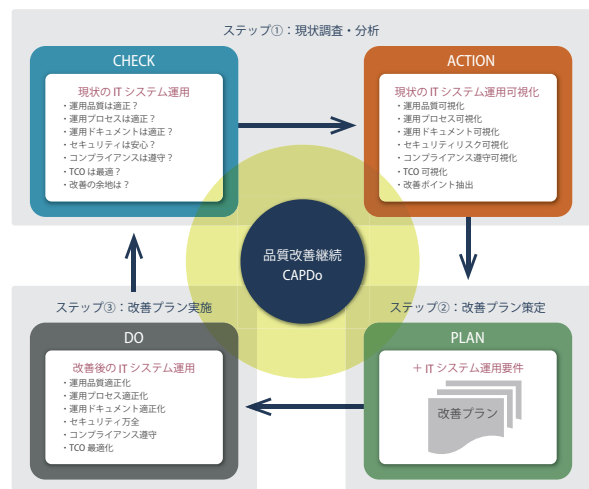 ステップ①：現状調査・分析
CHECK
現状の IT システム運用
・運用品質は適正？
・運用プロセスは適正？
・運用ドキュメントは適正？
・セキュリティは安心？
・コンプライアンスは遵守？
・TCO は最適？
・改善の余地は？
ACTION
現状の IT システム運用可視化
・運用品質可視化
・運用プロセス可視化
・運用ドキュメント可視化
・セキュリティリスク可視化
・コンプライアンス遵守可視化
・TCO 可視化
・改善ポイント抽出
品質改善継続
CAPDo
ステップ③：改善プラン実施
DO
改善後の IT システム運用
・運用品質適正化
・運用プロセス適正化
・運用ドキュメント適正化
・セキュリティ万全
・コンプライアンス遵守
・TCO 最適化
ステップ②：改善プラン策定
PLAN
＋ IT システム運用要件
改善プラン